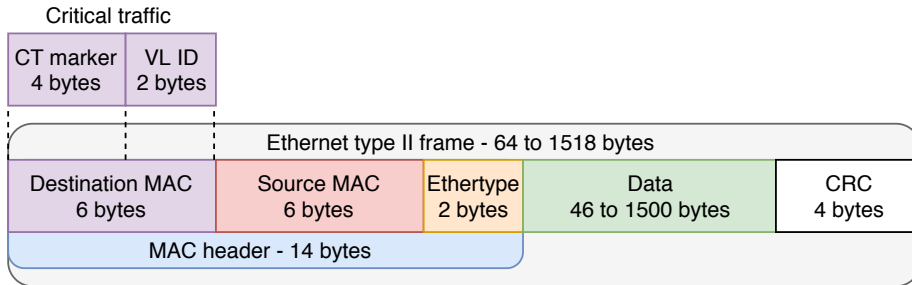 Critical traffic
CT marker
4 bytes
VL ID
2 bytes
Ethernet type II frame - 64 to 1518 bytes
Destination MAC
6 bytes
Source MAC
6 bytes
Ethertype
2 bytes
Data
46 to 1500 bytes
CRC
4 bytes
MAC header - 14 bytes